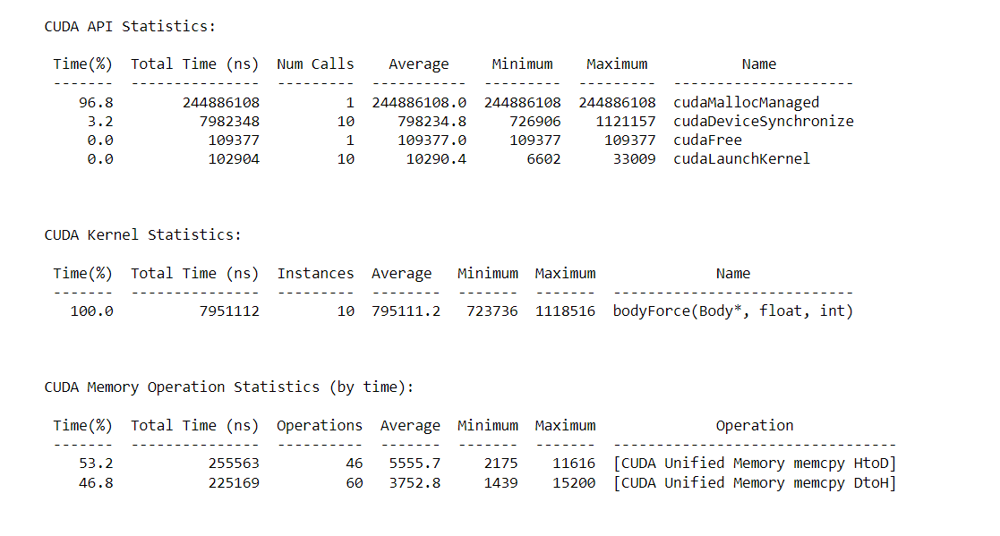 CUDA API Statistics:
Time(%)  Total Time (ns)  Num Calls    Average     Minimum    Maximum           Name
-------  ---------------  ---------  -----------  ---------  ---------  ---------------------
   96.8        244886108          1  244886108.0  244886108  244886108  cudaMallocManaged
    3.2          7982348         10     798234.8     726906    1121157  cudaDeviceSynchronize
    0.0           109377          1     109377.0     109377     109377  cudaFree
    0.0           102904         10      10290.4       6602      33009  cudaLaunchKernel
CUDA Kernel Statistics:
Time(%)  Total Time (ns)  Instances  Average   Minimum  Maximum              Name
-------  ---------------  ---------  --------  -------  -------  ----------------------------
  100.0          7951112         10  795111.2   723736  1118516  bodyForce(Body*, float, int)
CUDA Memory Operation Statistics (by time):
Time(%)  Total Time (ns)  Operations  Average  Minimum  Maximum              Operation
-------  ---------------  ----------  -------  -------  -------  ---------------------------------
   53.2           255563          46   5555.7     2175    11616  [CUDA Unified Memory memcpy HtoD]
   46.8           225169          60   3752.8     1439    15200  [CUDA Unified Memory memcpy DtoH]